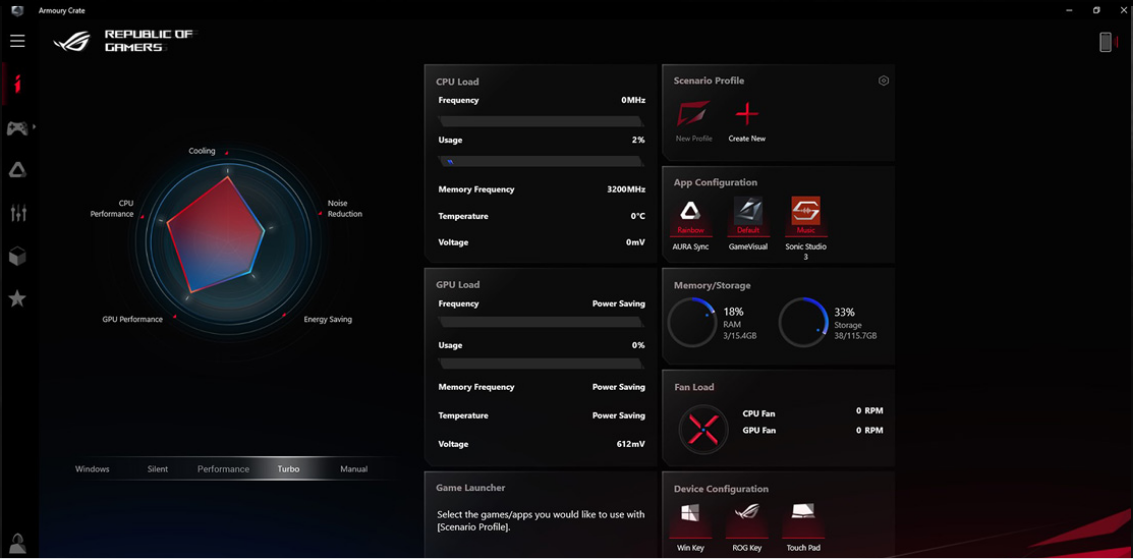 Armoury Crate
REPUBLIC OF
GAMERS
Cooling
CPU
Performance
Noise
Reduction
GPU Performance
Energy Saving
Windows
Silent
Performance
Turbo
Manual
CPU Load
Frequency 0MHz
Usage 2%
Memory Frequency 3200MHz
Temperature 0°C
Voltage 0mV
GPU Load
Frequency Power Saving
Usage 0%
Memory Frequency Power Saving
Temperature Power Saving
Voltage 612mV
Game Launcher
Select the games/apps you would like to use with
[Scenario Profile].
Scenario Profile
New Profile
Create New
App Configuration
Rainbow
Default
Music
AURA Sync
GameVisual
Sonic Studio
3
Memory/Storage
18%
RAM
3/15.4GB
33%
Storage
38/115.7GB
Fan Load
CPU Fan 0 RPM
GPU Fan 0 RPM
Device Configuration
Win Key
ROG Key
Touch Pad